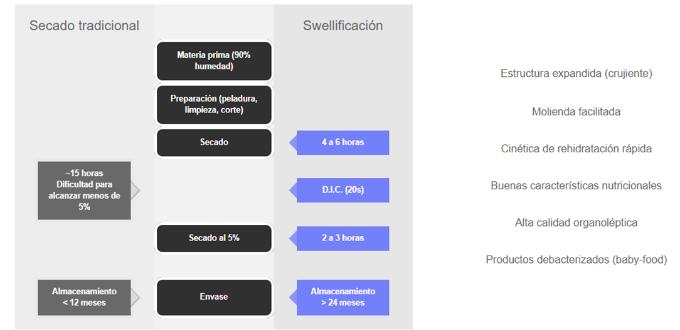 Secado tradicional
Swellificación
Materia prima (90%
humedad)
Preparación (peladura,
limpieza, corte)
Secado
4 a 6 horas
~15 horas
Dificultad para
alcanzar menos de
5%
D.I.C. (20s)
Secado al 5%
2 a 3 horas
Almacenamiento
< 12 meses
Envase
Almacenamiento
> 24 meses
Estructura expandida (crujiente)
Molienda facilitada
Cinética de rehidratación rápida
Buenas características nutricionales
Alta calidad organoléptica
Productos debacterizados (baby-food)